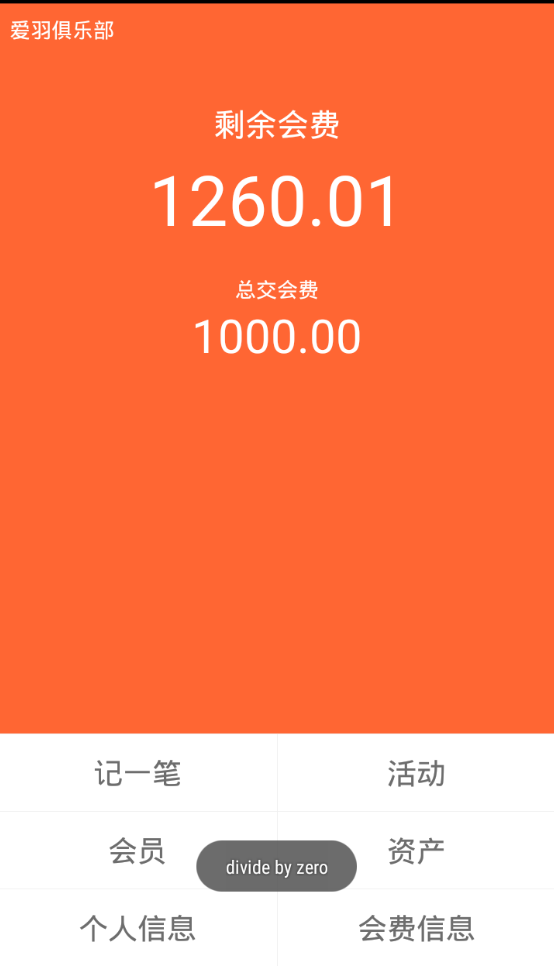 爱羽俱乐部
剩余会费
1260.01
总交会费
1000.00
记一笔
活动
会员
资产
divide by zero
个人信息
会费信息